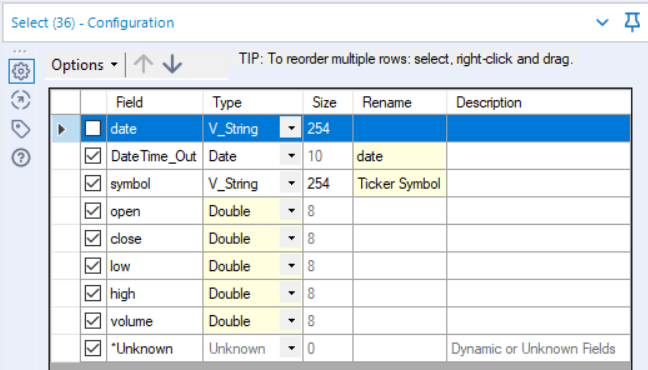 Select (36) - Configuration
Options TIP: To reorder multiple rows: select, right-click and drag.
Field Type Size Rename Description
date V_String 254
DateTime_Out Date 10 date
symbol V_String 254 Ticker Symbol
open Double 8
close Double 8
low Double 8
high Double 8
volume Double 8
*Unknown Unknown 0 Dynamic or Unknown Fields